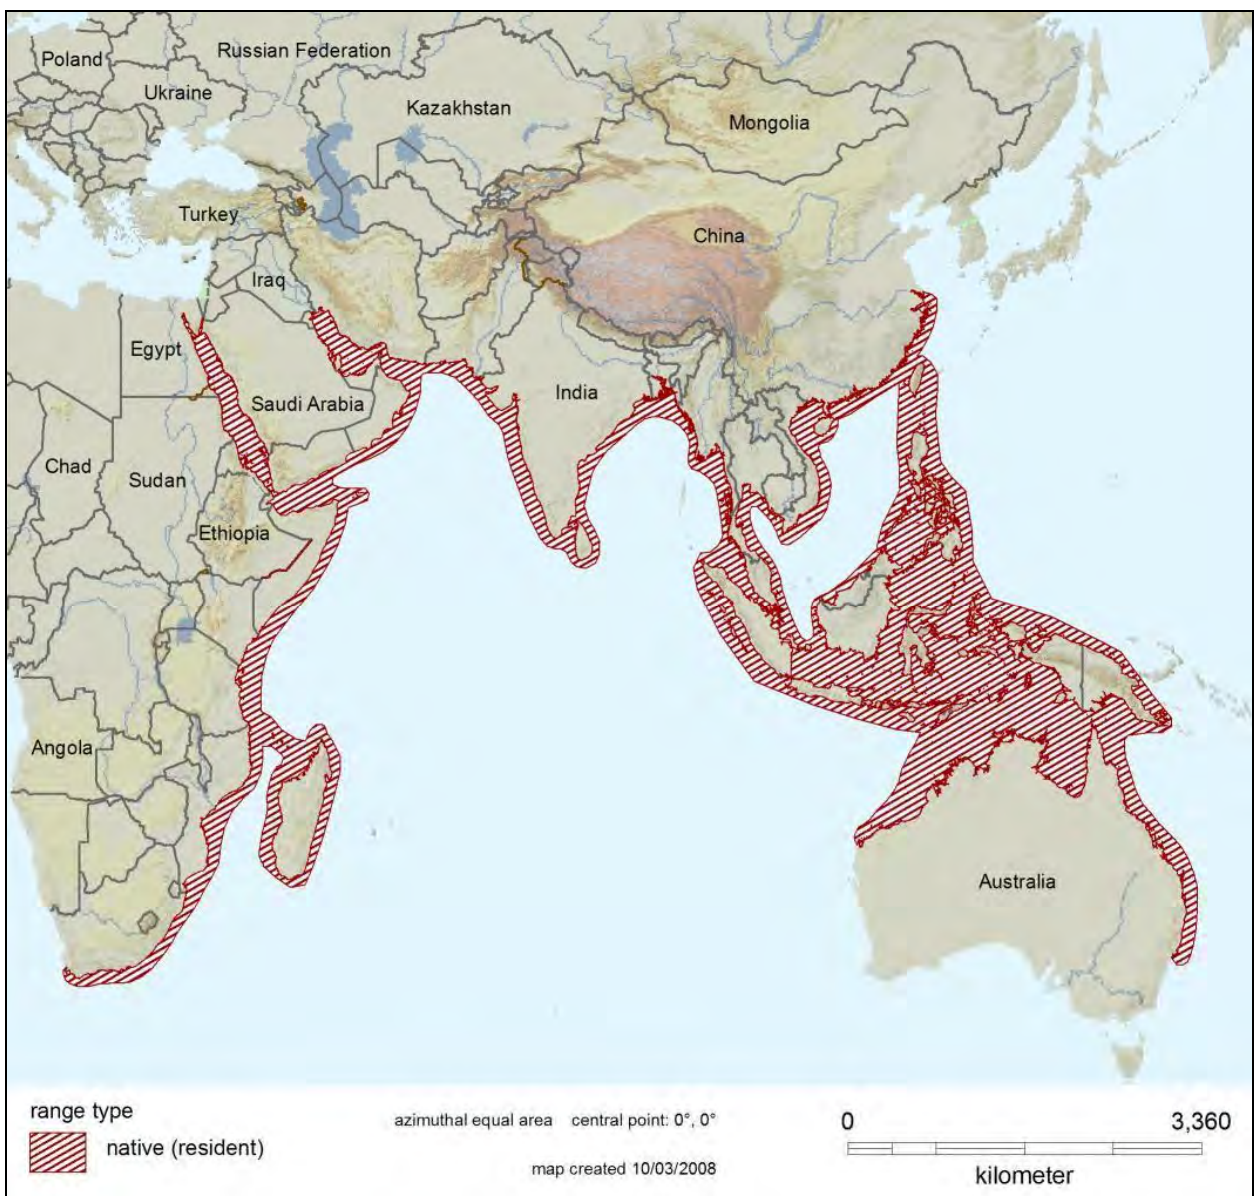 Russian Federation
Poland
Ukraine
Kazakhstan
Mongolia
Turkey
China
Iraq
Egypt
India
Saudi Arabia
Chad
Sudan
Ethiopia
Angola
Australia
range type
native (resident)
azimuthal equal area central point: 0°, 0°
map created 10/03/2008
0 3,360
kilometer